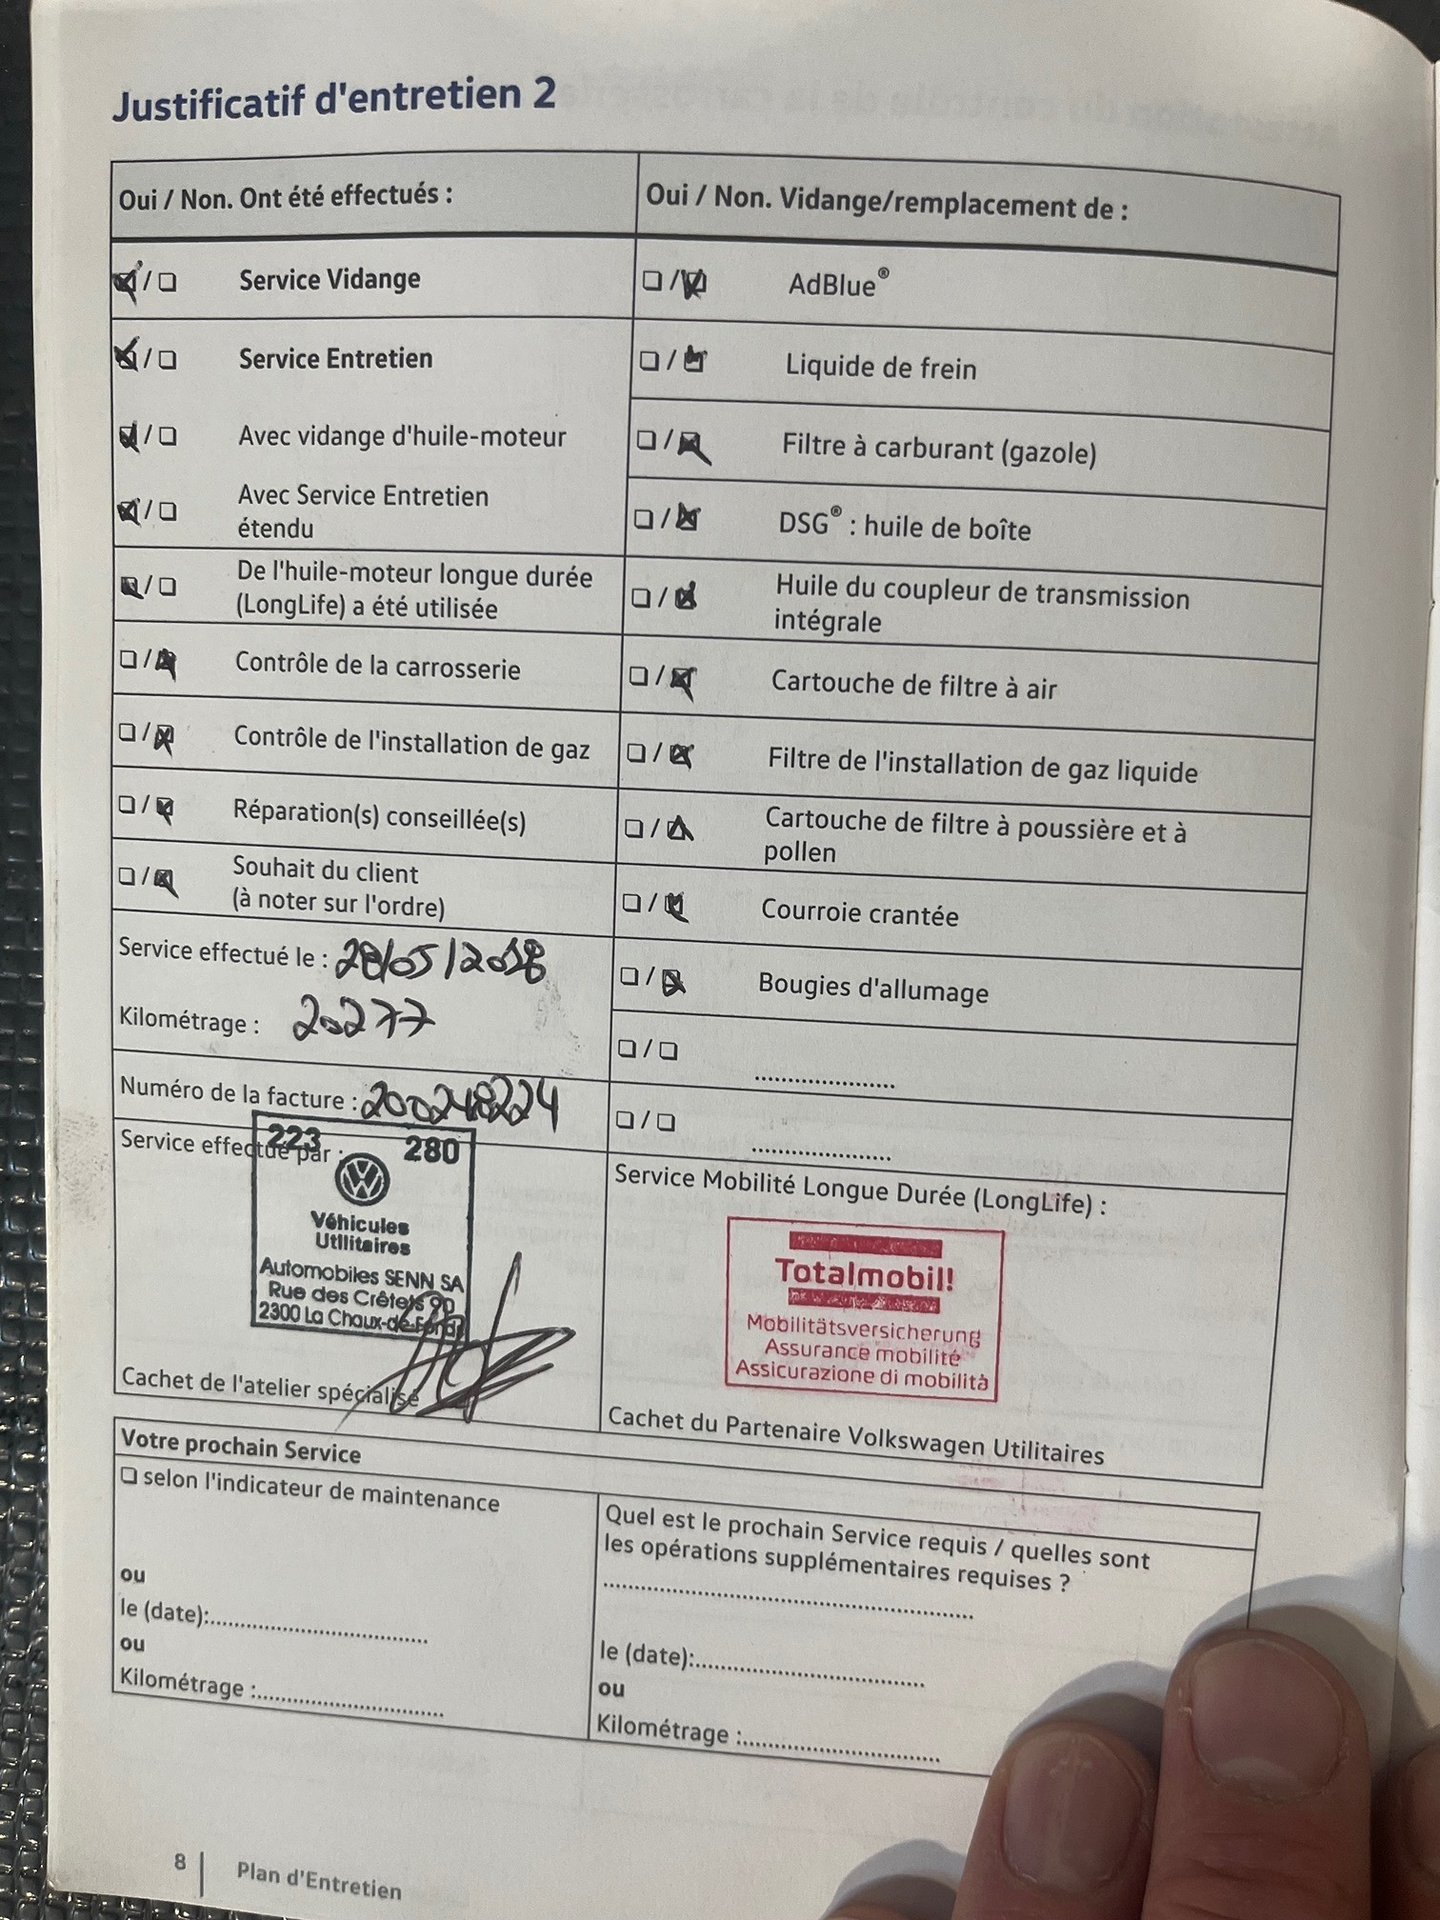 Justificatif d'entretien 2
Oui / Non. Ont été effectués :
Service Vidange
Service Entretien
Avec vidange d'huile-moteur
Avec Service Entretien
étendu
De l'huile-moteur longue durée
(LongLife) a été utilisée
Contrôle de la carrosserie
Contrôle de l'installation de gaz
Réparation(s) conseillée(s)
Souhait du client
(à noter sur l'ordre)
Service effectué le : 28/05/2018
Kilométrage : 20277
Numéro de la facture : 200248224
Service effectué par :
223 280
Véhicules
Utilitaires
Automobiles SENN SA
Rue des Crêtets 90
2300 La Chaux-de-Fonds
Cachet de l'atelier spécialisé
Oui / Non. Vidange/remplacement de :
AdBlue®
Liquide de frein
Filtre à carburant (gazole)
DSG® : huile de boîte
Huile du coupleur de transmission
intégrale
Cartouche de filtre à air
Filtre de l'installation de gaz liquide
Cartouche de filtre à poussière et à
pollen
Courroie crantée
Bougies d'allumage
Service Mobilité Longue Durée (LongLife) :
Totalmobil!
Mobilitätsversicherung
Assurance mobilité
Assicurazione di mobilità
Cachet du Partenaire Volkswagen Utilitaires
Votre prochain Service
selon l'indicateur de maintenance
ou
le (date):
ou
Kilométrage :
Quel est le prochain Service requis / quelles sont
les opérations supplémentaires requises ?
le (date):
ou
Kilométrage :
8 | Plan d'Entretien